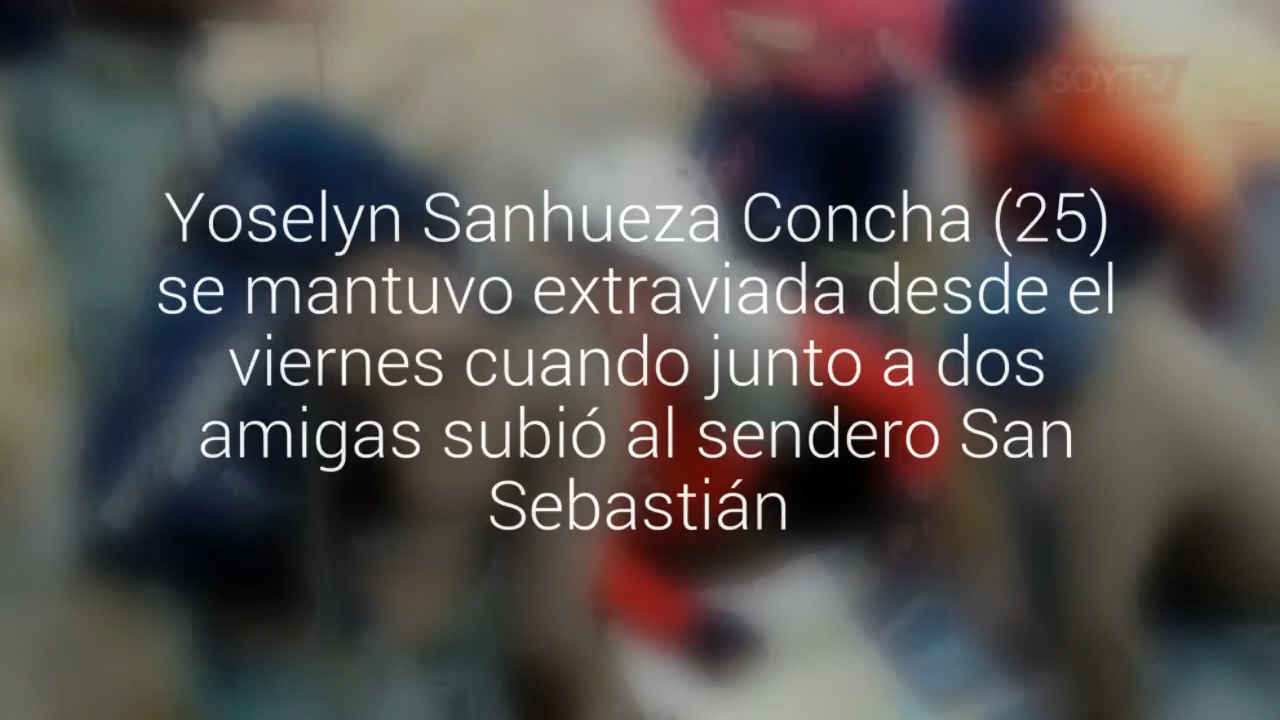 SOYTV
Yoselyn Sanhueza Concha (25)
se mantuvo extraviada desde el
viernes cuando junto a dos
amigas subió al sendero San
Sebastián